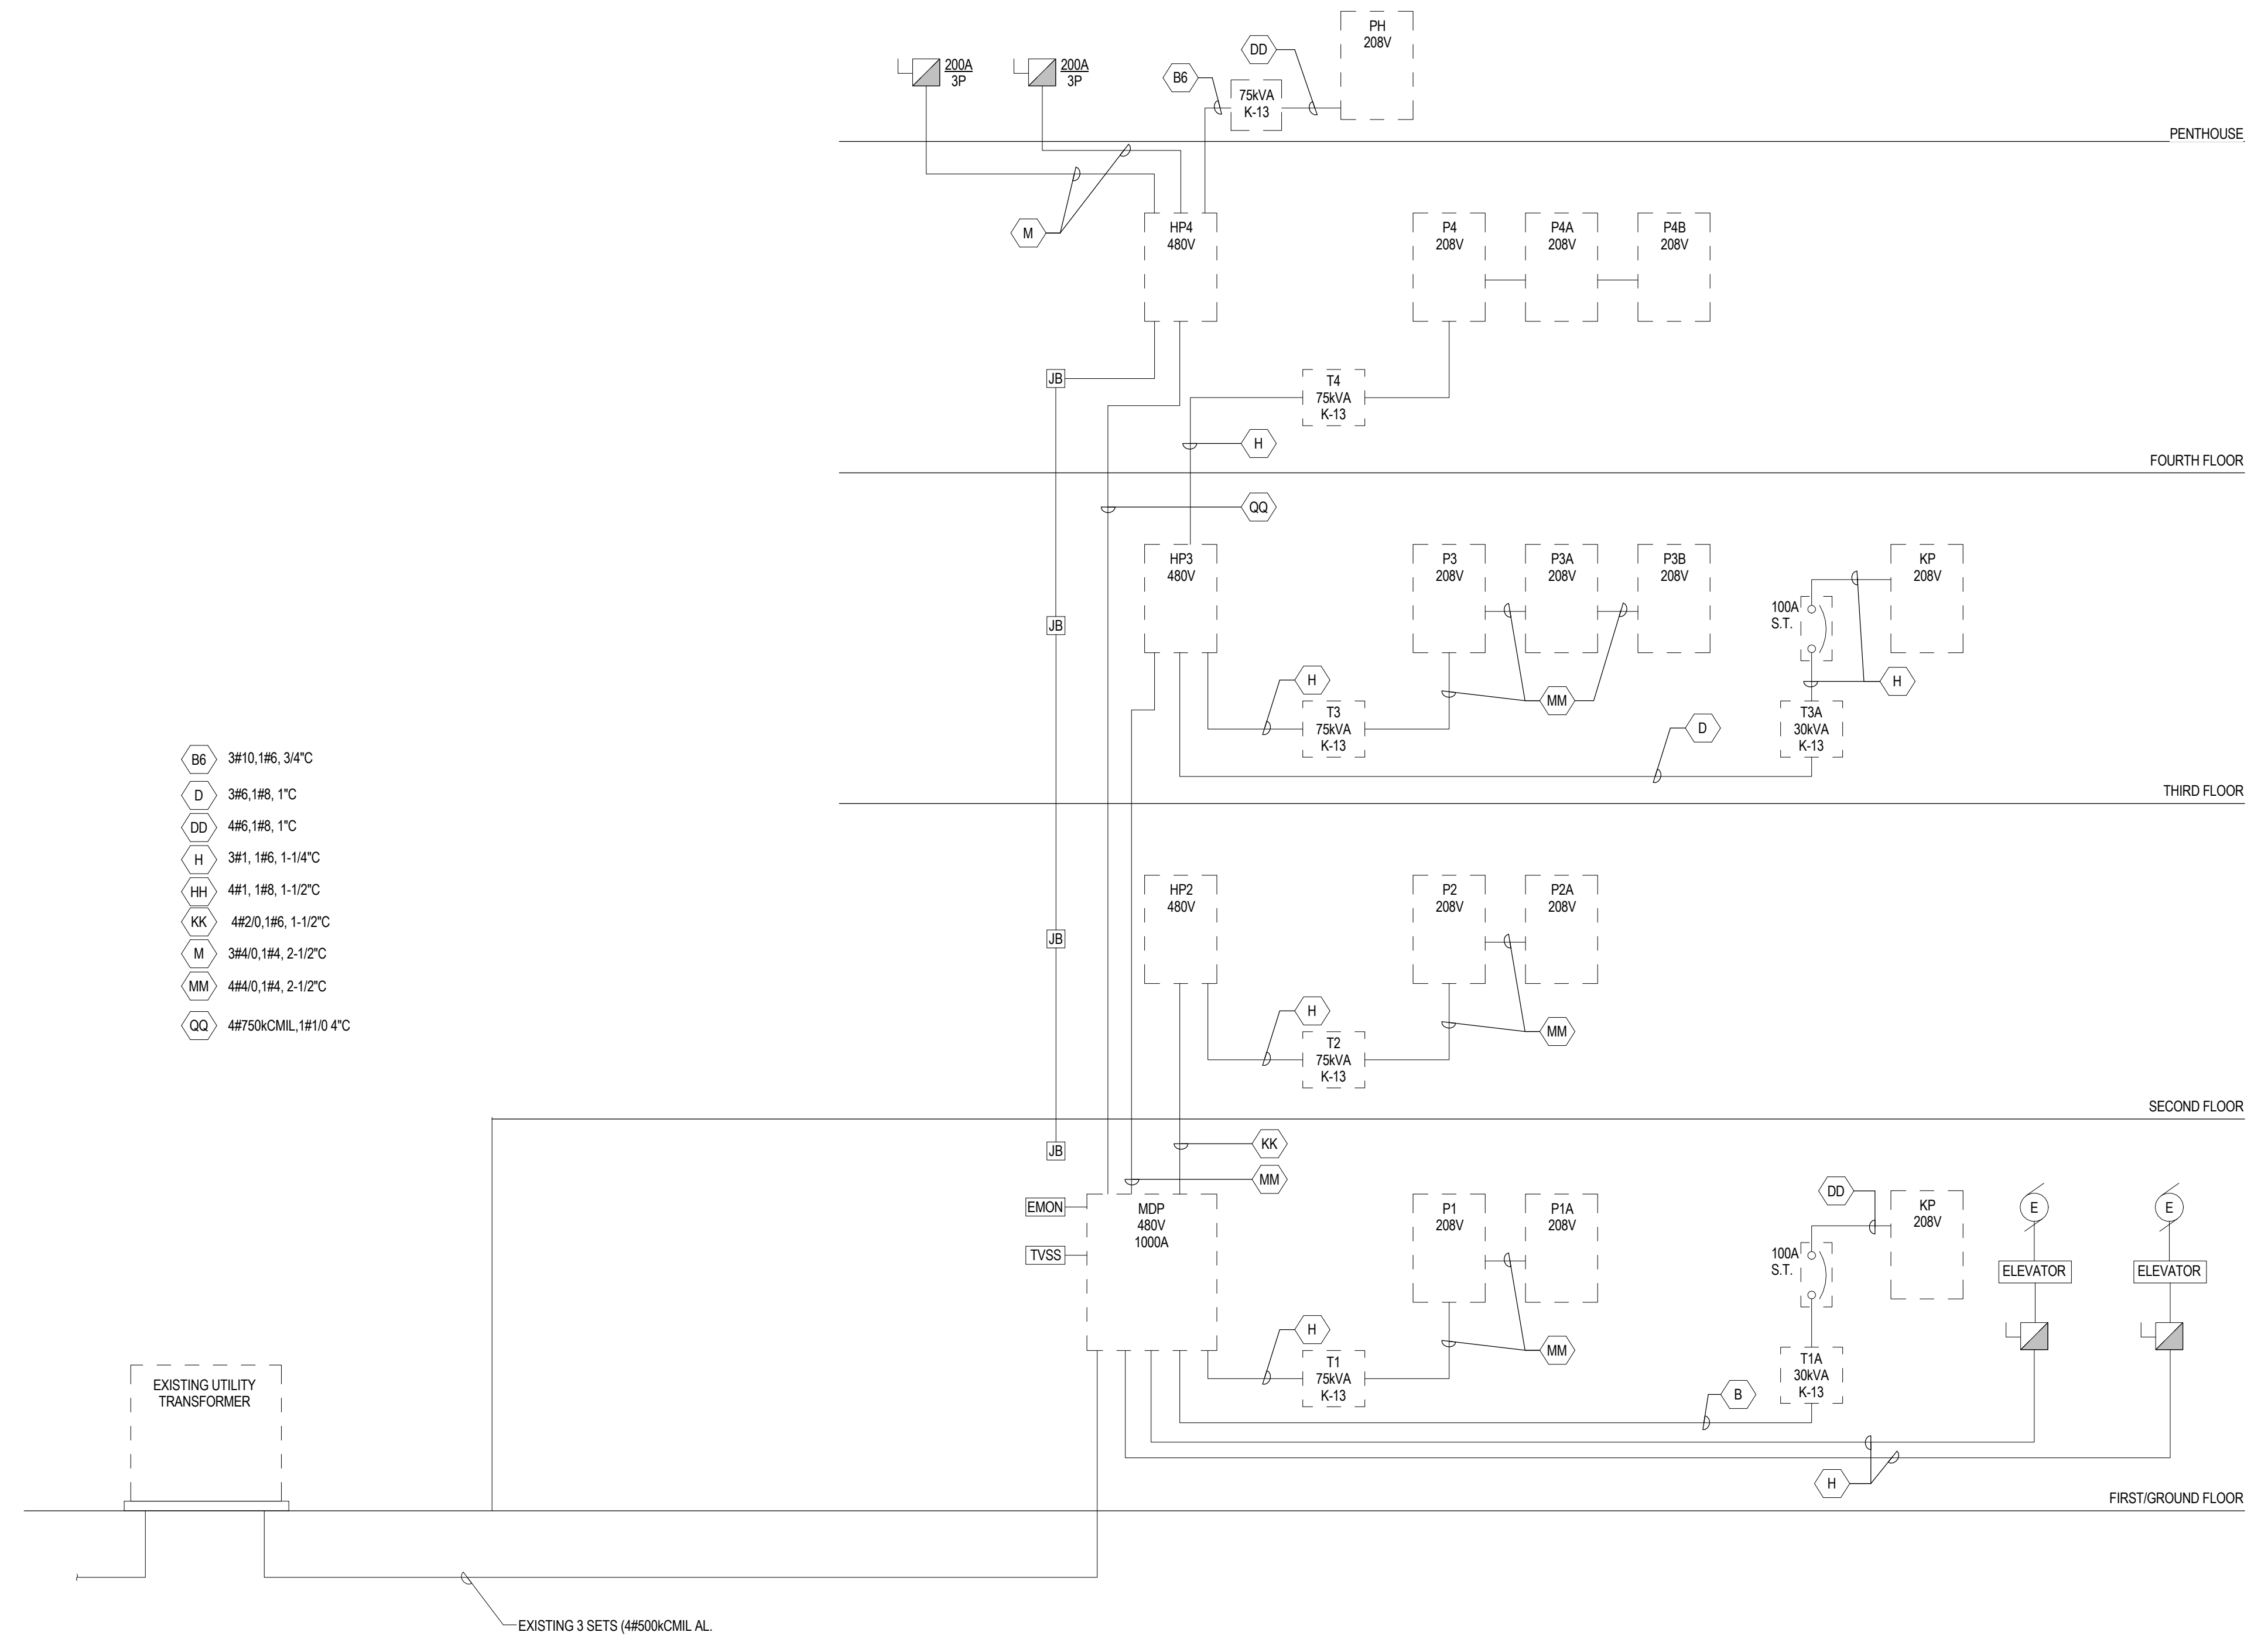 PH
208V
DD
B6
200A
3P
200A
3P
75kVA
K-13
PENTHOUSE
M
HP4
480V
P4
208V
P4A
208V
P4B
208V
JB
T4
75kVA
K-13
H
FOURTH FLOOR
QQ
HP3
480V
P3
208V
P3A
208V
P3B
208V
KP
208V
100A
S.T.
JB
H
MM
H
T3
75kVA
K-13
D
T3A
30kVA
K-13
THIRD FLOOR
B6 3#10,1#6, 3/4"C
D 3#6,1#8, 1"C
DD 4#6,1#8, 1"C
H 3#1, 1#6, 1-1/4"C
HH 4#1, 1#8, 1-1/2"C
KK 4#2/0,1#6, 1-1/2"C
M 3#4/0,1#4, 2-1/2"C
MM 4#4/0,1#4, 2-1/2"C
QQ 4#750kCMIL,1#1/0 4"C
HP2
480V
P2
208V
P2A
208V
JB
H
MM
T2
75kVA
K-13
SECOND FLOOR
JB
KK
MM
EMON
TVSS
MDP
480V
1000A
P1
208V
P1A
208V
DD
KP
208V
100A
S.T.
E
E
ELEVATOR
ELEVATOR
H
MM
T1
75kVA
K-13
T1A
30kVA
K-13
B
H
EXISTING UTILITY
TRANSFORMER
FIRST/GROUND FLOOR
EXISTING 3 SETS (4#500kCMIL AL.